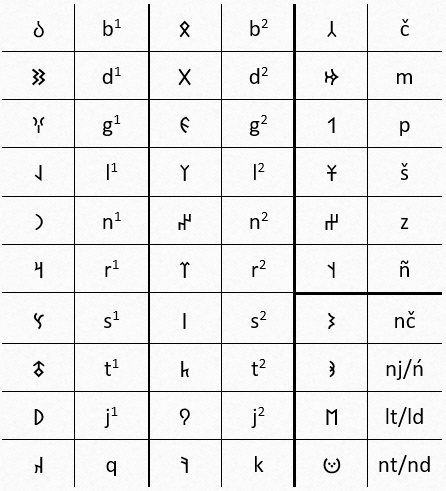 𐰉 b¹ 𐰋 b² 𐰲 č
𐰑 d¹ 𐰓 d² 𐰢 m
𐰍 g¹ 𐰏 g² 𐰯 p
𐰞 l¹ 𐰠 l² 𐰿 š
𐰣 n¹ 𐰤 n² 𐰔 z
𐰺 r¹ 𐰼 r² 𐰭 ñ
𐰽 s¹ 𐰾 s² 𐰨 nč
𐱃 t¹ 𐱅 t² 𐰪 nj/ń
𐰖 j¹ 𐰘 j² 𐰡 lt/ld
𐰴 q 𐰚 k 𐰦 nt/nd